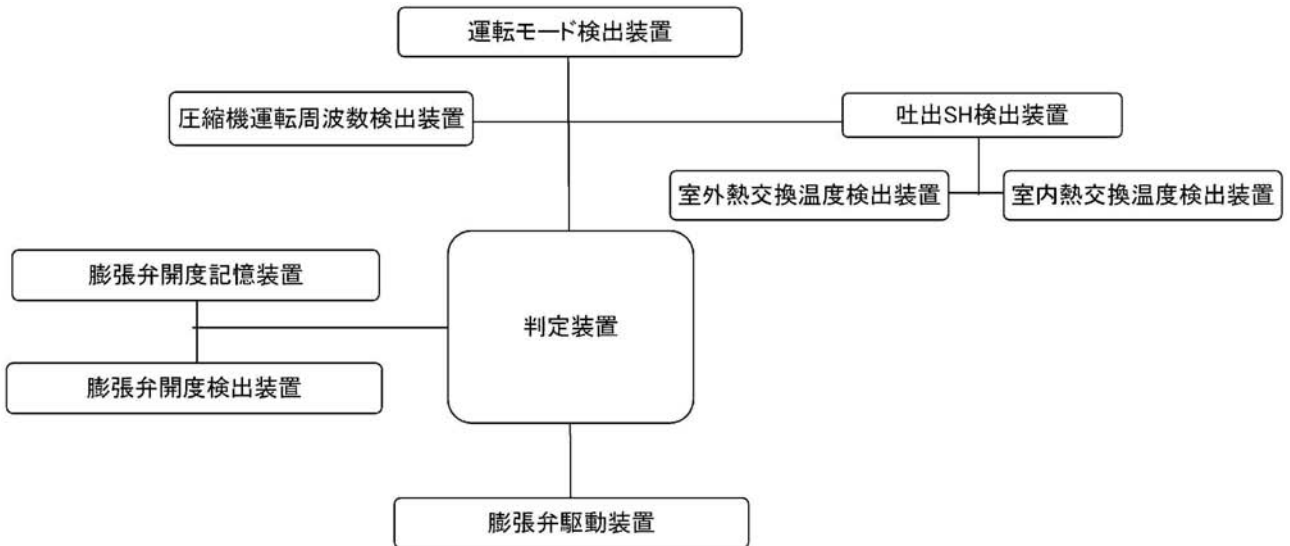 運転モード検出装置
圧縮機運転周波数検出装置
吐出SH検出装置
室外熱交換温度検出装置
室内熱交換温度検出装置
膨張弁開度記憶装置
判定装置
膨張弁開度検出装置
膨張弁駆動装置